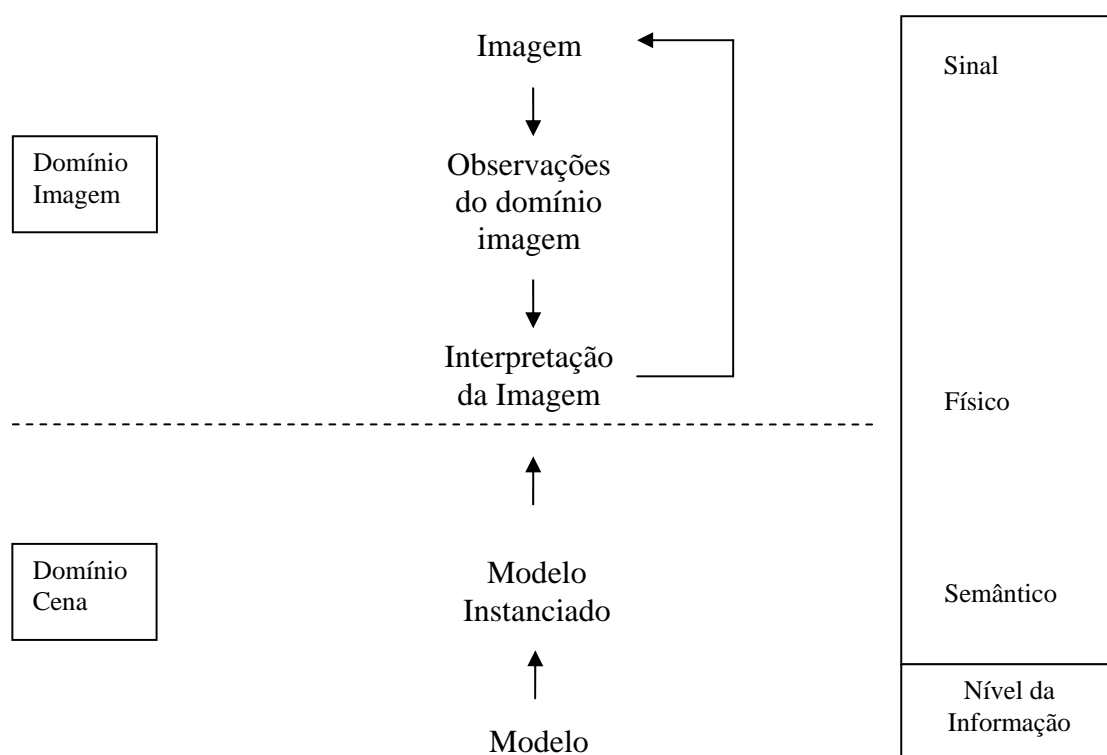 Imagem
Sinal
Domínio
Imagem
Observações
do domínio
imagem
Interpretação
da Imagem
Físico
Domínio
Cena
Modelo
Instanciado
Semântico
Nível da
Informação
Modelo